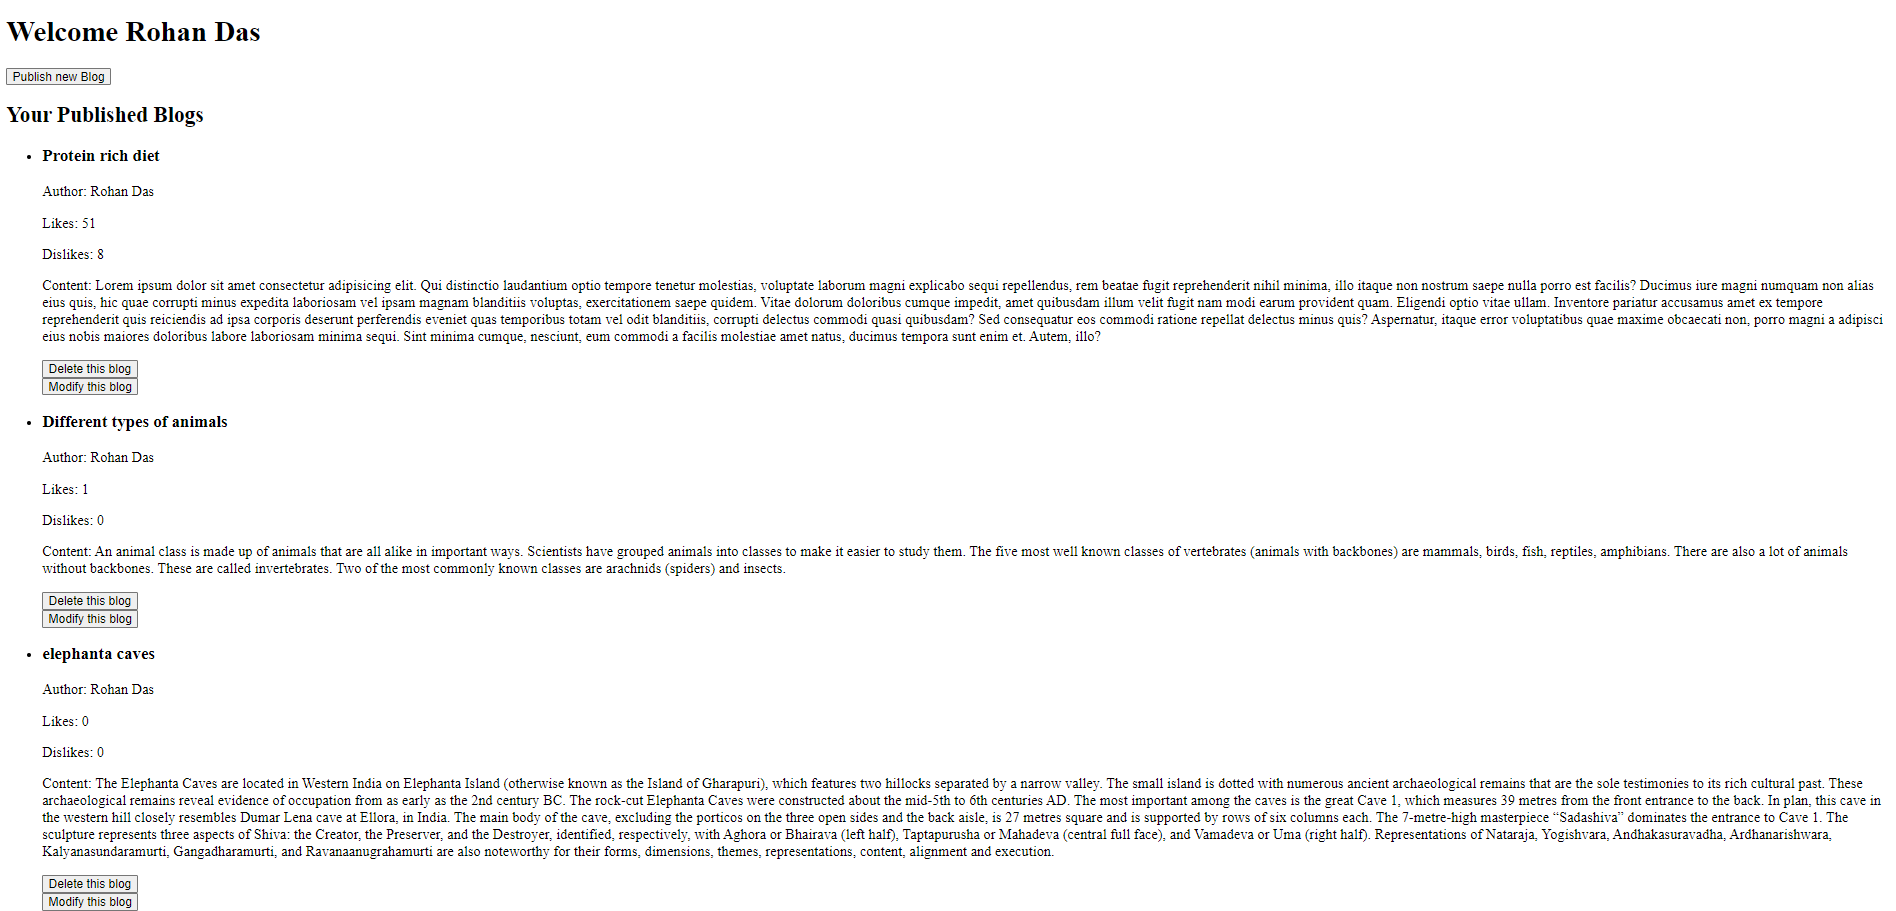 Welcome Rohan Das
Publish new Blog
Your Published Blogs
• Protein rich diet
Author: Rohan Das
Likes: 51
Dislikes: 8
Content: Lorem ipsum dolor sit amet consectetur adipisicing elit. Qui distinctio laudantium optio tempore tenetur molestias, voluptate laborum magni explicabo sequi repellendus, rem beatae fugit reprehenderit nihil minima, illo itaque non nostrum saepe nulla porro est facilis? Ducimus iure magni numquam non alias
eius quis, hic quae corrupti minus expedita laboriosam vel ipsam magnam blanditiis voluptas, exercitationem saepe quidem. Vitae dolorum doloribus cumque impedit, amet quibusdam illum velit fugit nam modi earum provident quam. Eligendi optio vitae ullam. Inventore pariatur accusamus amet ex tempore
reprehenderit quis reiciendis ad ipsa corporis deserunt perferendis eveniet quas temporibus totam vel odit blanditiis, corrupti delectus commodi quasi quibusdam? Sed consequatur eos commodi ratione repellat delectus minus quis? Aspernatur, itaque error voluptatibus quae maxime obcaecati non, porro magni a adipisci
eius nobis maiores doloribus labore laboriosam minima sequi. Sint minima cumque, nesciunt, eum commodi a facilis molestiae amet natus, ducimus tempora sunt enim et. Autem, illo?
Delete this blog
Modify this blog
• Different types of animals
Author: Rohan Das
Likes: 1
Dislikes: 0
Content: An animal class is made up of animals that are all alike in important ways. Scientists have grouped animals into classes to make it easier to study them. The five most well known classes of vertebrates (animals with backbones) are mammals, birds, fish, reptiles, amphibians. There are also a lot of animals
without backbones. These are called invertebrates. Two of the most commonly known classes are arachnids (spiders) and insects.
Delete this blog
Modify this blog
• elephanta caves
Author: Rohan Das
Likes: 0
Dislikes: 0
Content: The Elephanta Caves are located in Western India on Elephanta Island (otherwise known as the Island of Gharapuri), which features two hillocks separated by a narrow valley. The small island is dotted with numerous ancient archaeological remains that are the sole testimonies to its rich cultural past. These
archaeological remains reveal evidence of occupation from as early as the 2nd century BC. The rock-cut Elephanta Caves were constructed about the mid-5th to 6th centuries AD. The most important among the caves is the great Cave 1, which measures 39 metres from the front entrance to the back. In plan, this cave in
the western hill closely resembles Dumar Lena cave at Ellora, in India. The main body of the cave, excluding the porticos on the three open sides and the back aisle, is 27 metres square and is supported by rows of six columns each. The 7-metre-high masterpiece “Sadashiva” dominates the entrance to Cave 1. The
sculpture represents three aspects of Shiva: the Creator, the Preserver, and the Destroyer, identified, respectively, with Aghora or Bhairava (left half), Taptapurusha or Mahadeva (central full face), and Vamadeva or Uma (right half). Representations of Nataraja, Yogishvara, Andhakasuravadha, Ardhanarishwara,
Kalyanasundaramurti, Gangadharamurti, and Ravanaanugrahamurti are also noteworthy for their forms, dimensions, themes, representations, content, alignment and execution.
Delete this blog
Modify this blog